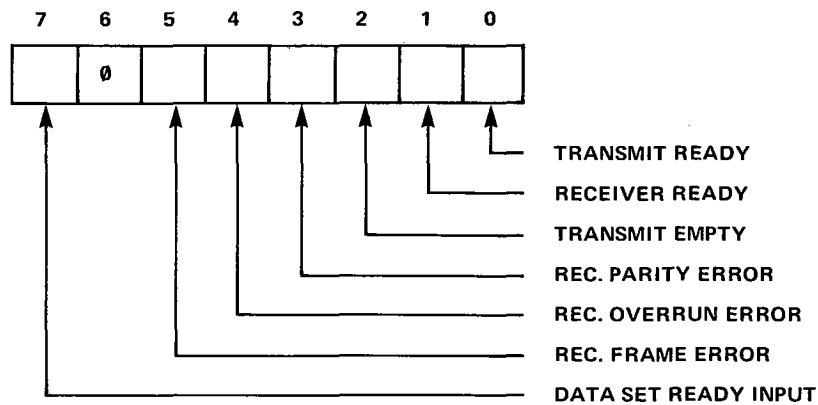 7 6 5 4 3 2 1 0
Ø
TRANSMIT READY
RECEIVER READY
TRANSMIT EMPTY
REC. PARITY ERROR
REC. OVERRUN ERROR
REC. FRAME ERROR
DATA SET READY INPUT